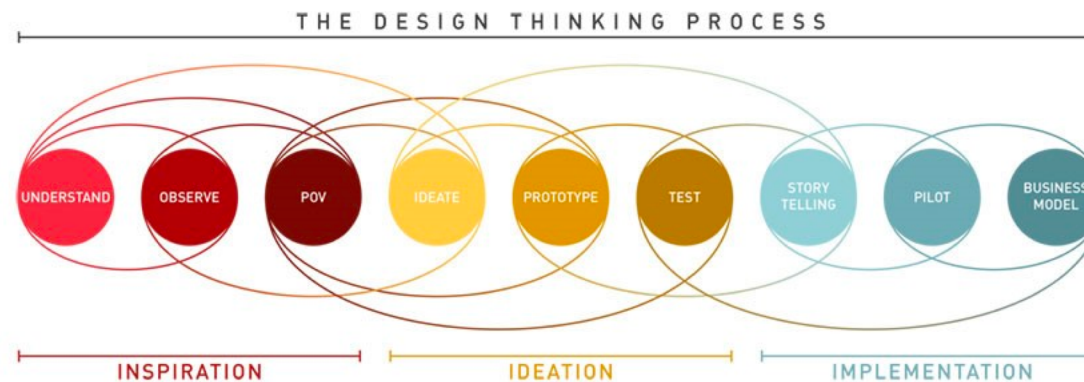 THE DESIGN THINKING PROCESS
UNDERSTAND
OBSERVE
POV
IDEATE
PROTOTYPE
TEST
STORY
TELLING
PILOT
BUSINESS
MODEL
INSPIRATION
IDEATION
IMPLEMENTATION